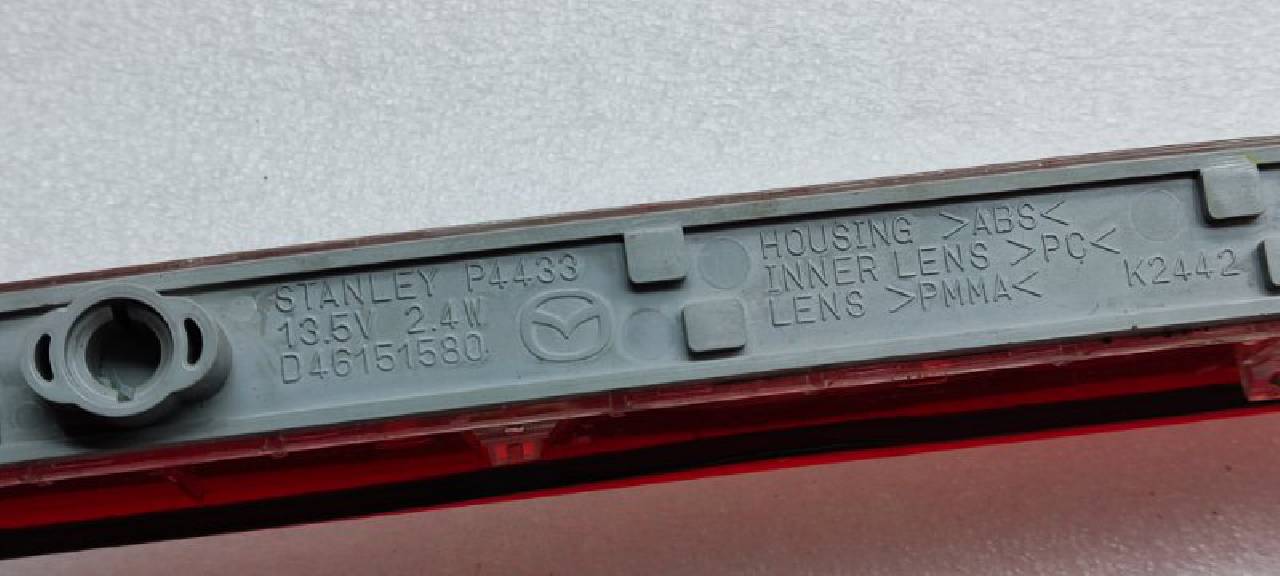 STANLEY P4433
13.5V 2.4W
D46151580
HOUSING >ABS<
INNER LENS >PC<
LENS >PMMA<
K2442